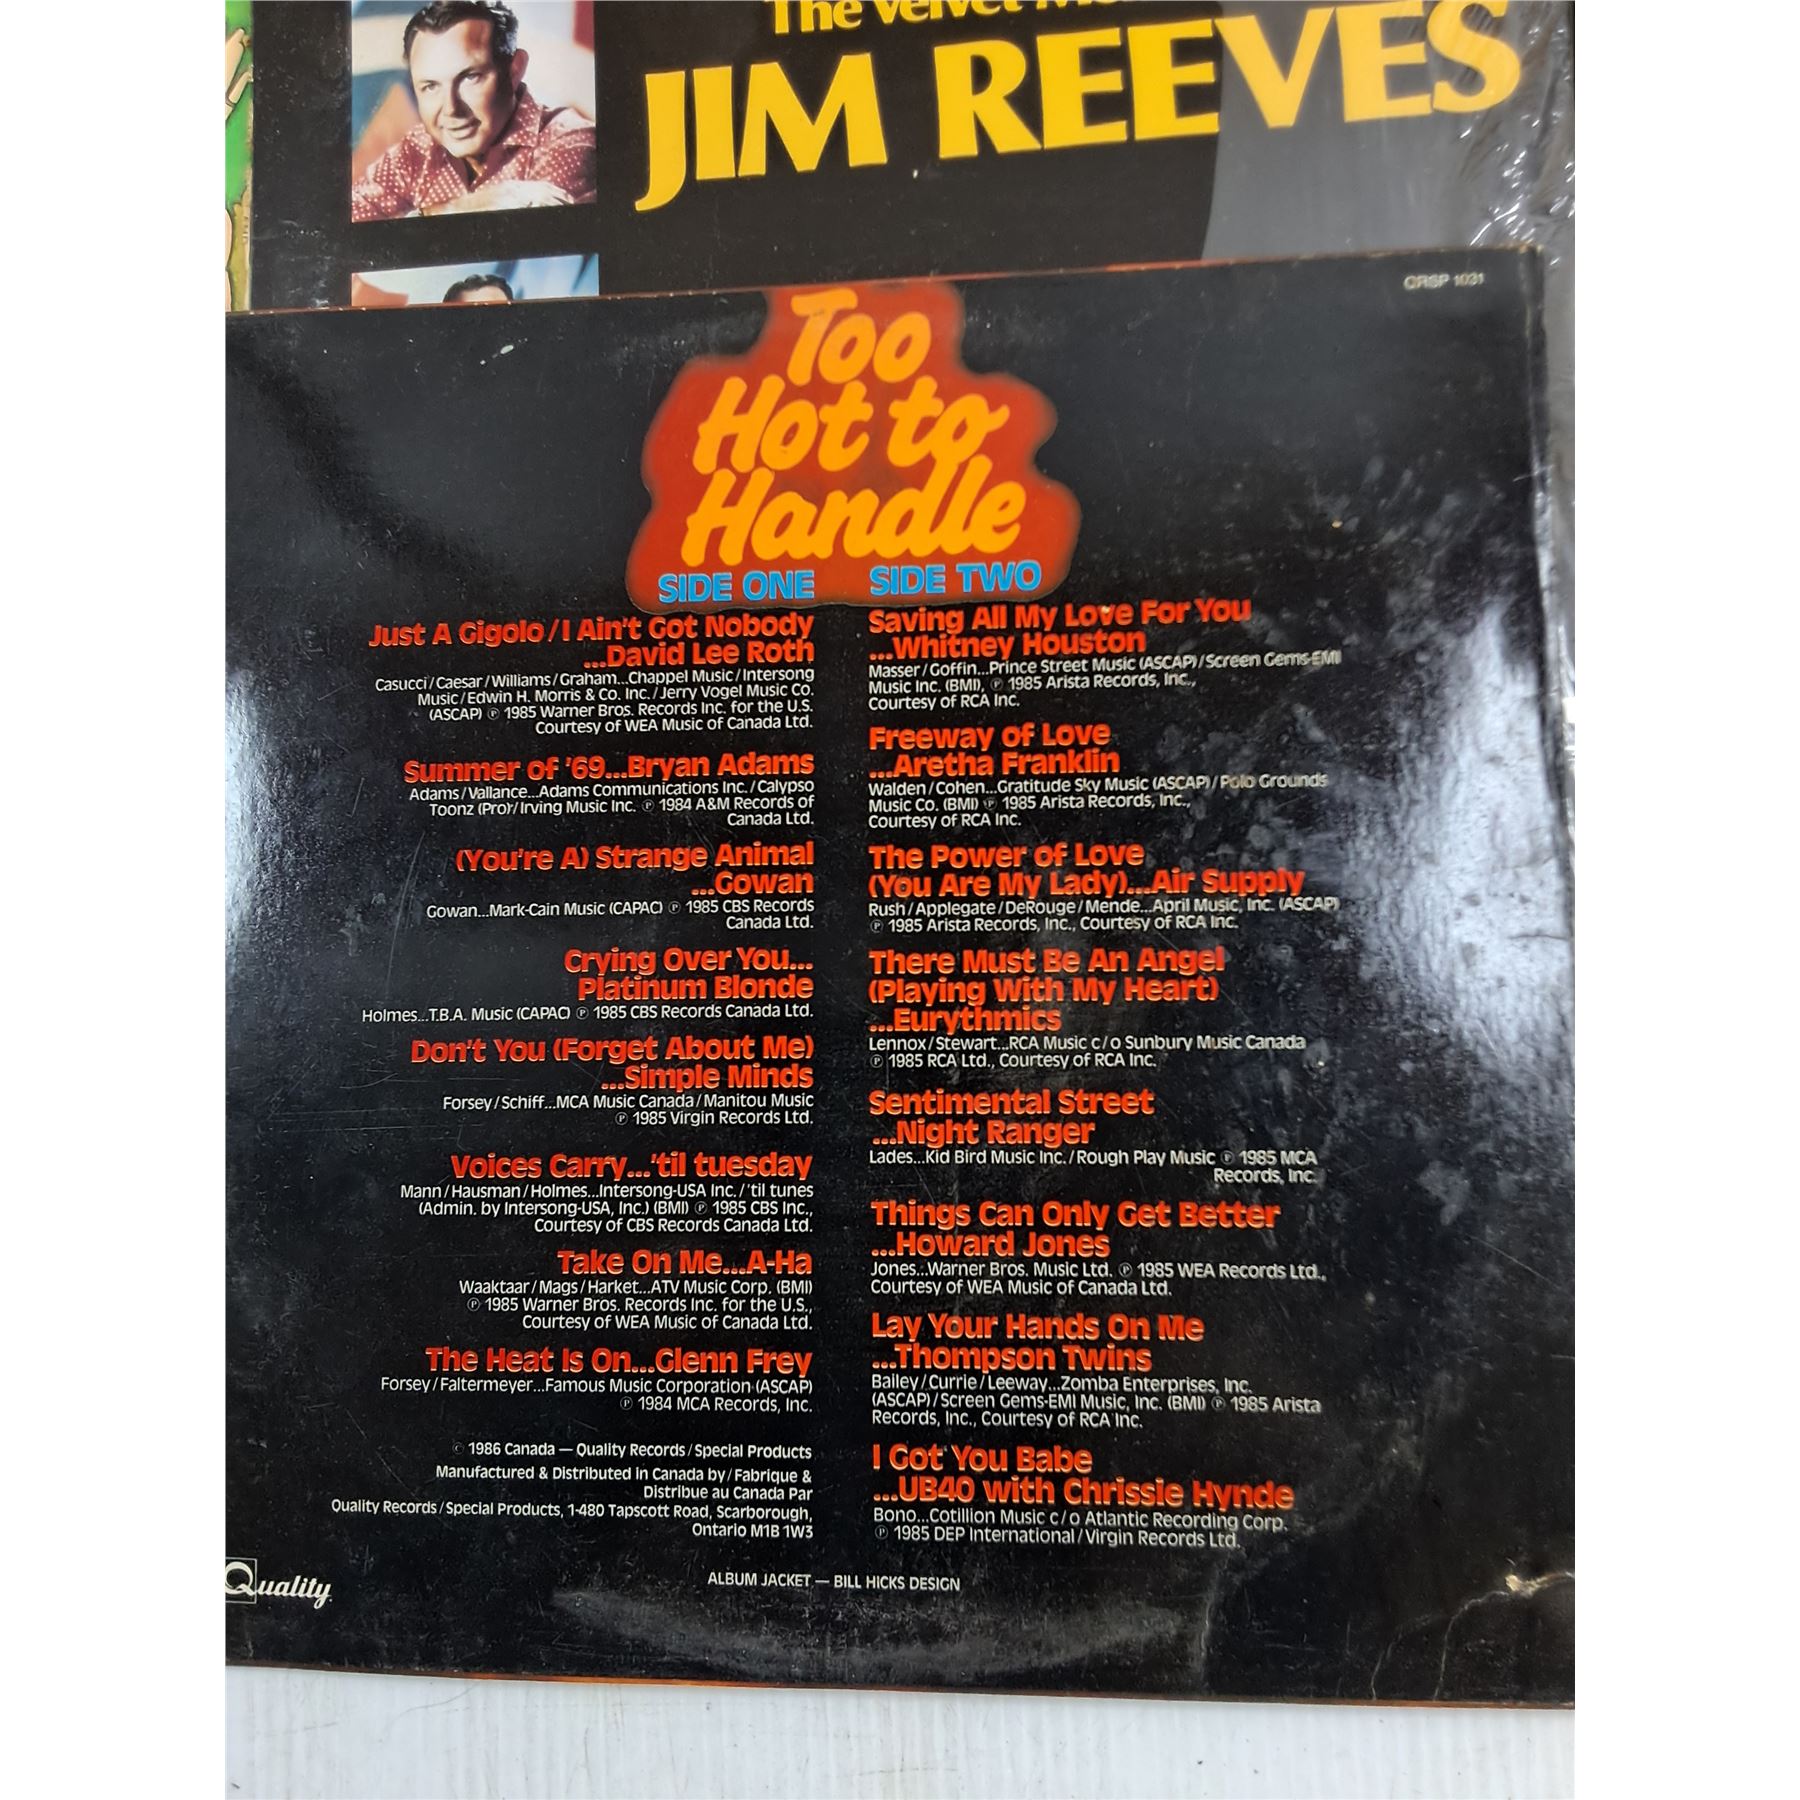 The Velvet
JIM REEVES
CRSP 1031
Too
Hot to
Handle
SIDE ONE
Just A Gigolo/I Ain't Got Nobody
...David Lee Roth
Casucci/Caesar/Williams/Graham...Chappel Music/Intersong
Music/Edwin H. Morris & Co. Inc./Jerry Vogel Music Co.
(ASCAP) ℗ 1985 Warner Bros. Records Inc. for the U.S.
Courtesy of WEA Music of Canada Ltd.
Summer of '69...Bryan Adams
Adams/Vallance...Adams Communications Inc./Calypso
Toonz (Pro)/Irving Music Inc. ℗ 1984 A&M Records of
Canada Ltd.
(You're A) Strange Animal
...Gowan
Gowan...Mark-Cain Music (CAPAC) ℗ 1985 CBS Records
Canada Ltd.
Crying Over You...
Platinum Blonde
Holmes...T.B.A. Music (CAPAC) ℗ 1985 CBS Records Canada Ltd.
Don't You (Forget About Me)
...Simple Minds
Forsey/Schiff...MCA Music Canada/Manitou Music
℗ 1985 Virgin Records Ltd.
Voices Carry...'til tuesday
Mann/Hausman/Holmes...Intersong-USA Inc./'til tunes
(Admin. by Intersong-USA, Inc.) (BMI) ℗ 1985 CBS Inc.,
Courtesy of CBS Records Canada Ltd.
Take On Me...A-Ha
Waaktaar/Mags/Harket...ATV Music Corp. (BMI)
℗ 1985 Warner Bros. Records Inc. for the U.S.,
Courtesy of WEA Music of Canada Ltd.
The Heat Is On...Glenn Frey
Forsey/Faltermeyer...Famous Music Corporation (ASCAP)
℗ 1984 MCA Records, Inc.
© 1986 Canada — Quality Records/Special Products
Manufactured & Distributed in Canada by/Fabrique &
Distribue au Canada Par
Quality Records/Special Products, 1-480 Tapscott Road, Scarborough,
Ontario M1B 1W3
SIDE TWO
Saving All My Love For You
...Whitney Houston
Masser/Goffin...Prince Street Music (ASCAP)/Screen Gems-EMI
Music Inc. (BMI), ℗ 1985 Arista Records, Inc.,
Courtesy of RCA Inc.
Freeway of Love
...Aretha Franklin
Walden/Cohen...Gratitude Sky Music (ASCAP)/Polo Grounds
Music Co. (BMI) ℗ 1985 Arista Records, Inc.,
Courtesy of RCA Inc.
The Power of Love
(You Are My Lady)...Air Supply
Rush/Applegate/DeRouge/Mende...April Music, Inc. (ASCAP)
℗ 1985 Arista Records, Inc., Courtesy of RCA Inc.
There Must Be An Angel
(Playing With My Heart)
...Eurythmics
Lennox/Stewart...RCA Music c/o Sunbury Music Canada
℗ 1985 RCA Ltd., Courtesy of RCA Inc.
Sentimental Street
...Night Ranger
Lades...Kid Bird Music Inc./Rough Play Music ℗ 1985 MCA
Records, Inc.
Things Can Only Get Better
...Howard Jones
Jones...Warner Bros. Music Ltd. ℗ 1985 WEA Records Ltd.,
Courtesy of WEA Music of Canada Ltd.
Lay Your Hands On Me
...Thompson Twins
Bailey/Currie/Leeway...Zomba Enterprises, Inc.
(ASCAP)/Screen Gems-EMI Music, Inc. (BMI) ℗ 1985 Arista
Records, Inc., Courtesy of RCA Inc.
I Got You Babe
...UB40 with Chrissie Hynde
Bono...Cotillion Music c/o Atlantic Recording Corp.
℗ 1985 DEP International/Virgin Records Ltd.
Quality
ALBUM JACKET — BILL HICKS DESIGN